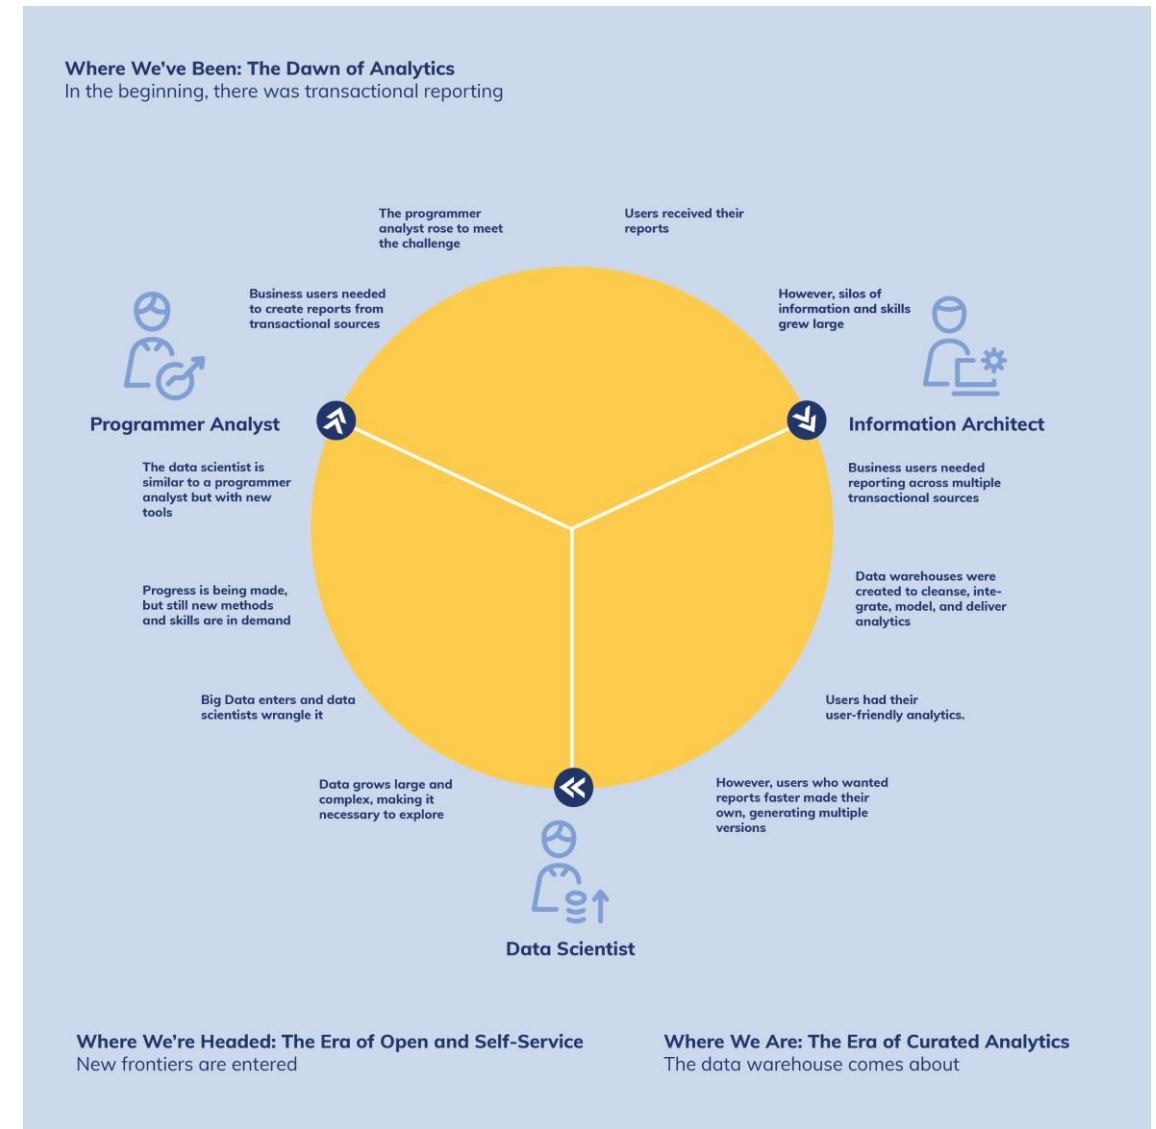 Where We've Been: The Dawn of Analytics
In the beginning, there was transactional reporting
The programmer
analyst rose to meet
the challenge
Users received their
reports
Business users needed
to create reports from
transactional sources
However, silos of
information and skills
grew large
Programmer Analyst
Information Architect
The data scientist is
similar to a programmer
analyst but with new
tools
Business users needed
reporting across multiple
transactional sources
Progress is being made,
but still new methods
and skills are in demand
Data warehouses were
created to cleanse, inte-
grate, model, and deliver
analytics
Big Data enters and data
scientists wrangle it
Users had their
user-friendly analytics.
Data grows large and
complex, making it
necessary to explore
However, users who wanted
reports faster made their
own, generating multiple
versions
Data Scientist
Where We're Headed: The Era of Open and Self-Service
New frontiers are entered
Where We Are: The Era of Curated Analytics
The data warehouse comes about